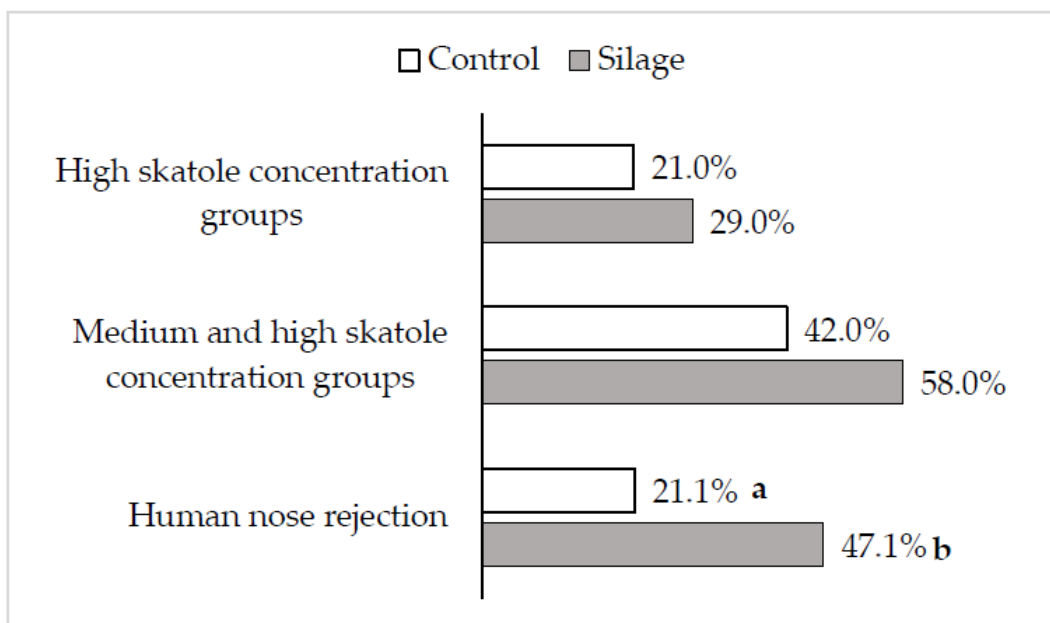 Control Silage
High skatole concentration
groups
21.0%
29.0%
Medium and high skatole
concentration groups
42.0%
58.0%
Human nose rejection
21.1% a
47.1% b